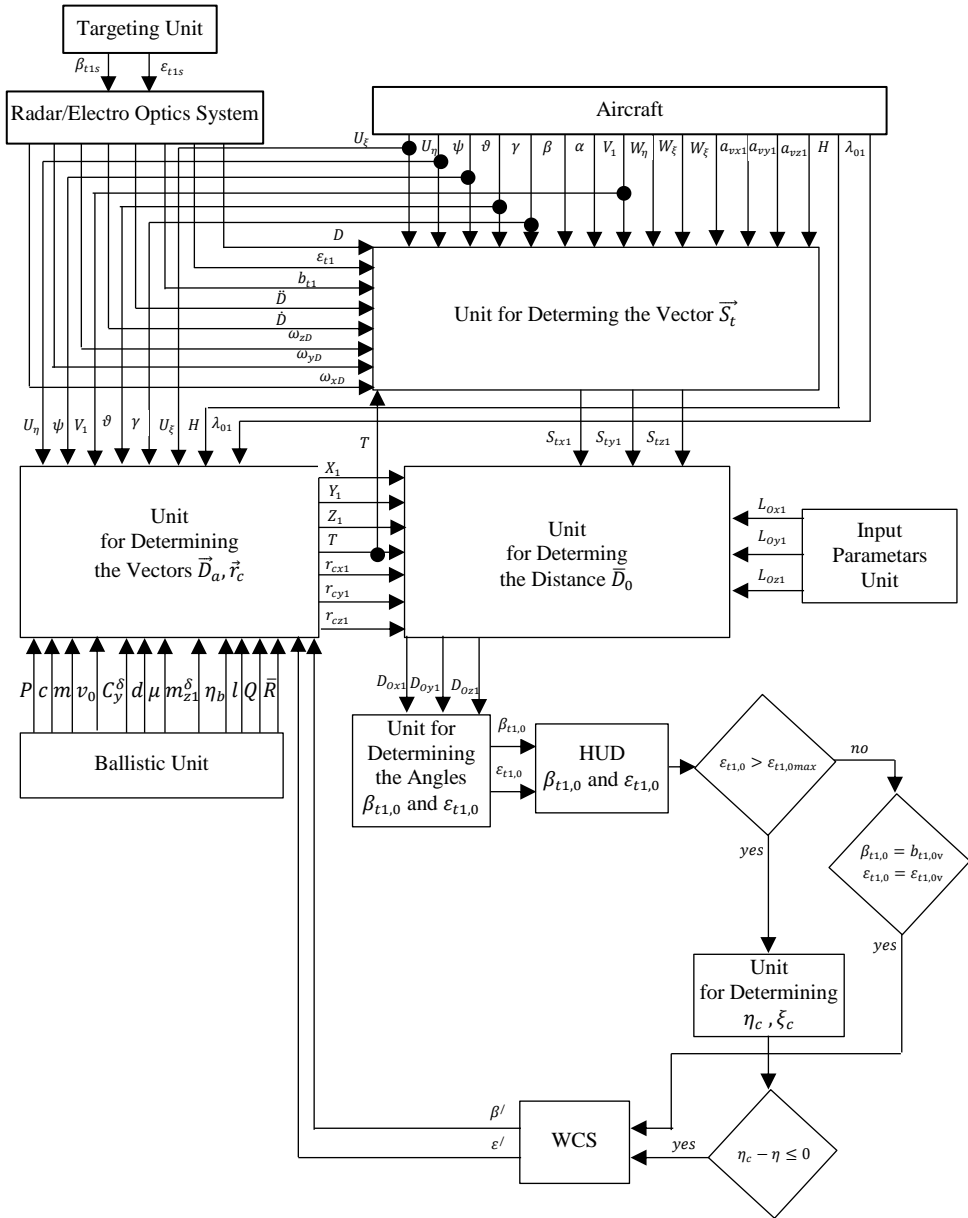 Targeting Unit
β_{t1s} ε_{t1s}
Radar/Electro Optics System
Aircraft
U_ξ U_η ψ ϑ γ β α V_1 W_η W_ξ W_ξ a_{vx1} a_{vy1} a_{vz1} H λ_{01}
D
ε_{t1}
b_{t1}
D̈
Ḋ
ω_{zD}
ω_{yD}
ω_{xD}
Unit for Determing the Vector \overrightarrow{S_t}
U_η ψ V_1 ϑ γ U_ξ H λ_{01}
T
S_{tx1} S_{ty1} S_{tz1}
Unit
for Determining
the Vectors \vec{D}_a, \vec{r}_c
X_1
Y_1
Z_1
T
r_{cx1}
r_{cy1}
r_{cz1}
Unit
for Determing
the Distance \bar{D}_0
L_{Ox1}
L_{Oy1}
L_{Oz1}
Input
Parametars
Unit
P c m v_0 C_y^δ d μ m_{z1}^δ η_b l Q \bar{R}
Ballistic Unit
D_{Ox1} D_{Oy1} D_{Oz1}
Unit for
Determining
the Angles
β_{t1,0} and ε_{t1,0}
β_{t1,0}
ε_{t1,0}
HUD
β_{t1,0} and ε_{t1,0}
ε_{t1,0} > ε_{t1,0max}
no
yes
β_{t1,0} = b_{t1,0v}
ε_{t1,0} = ε_{t1,0v}
yes
Unit
for Determining
η_c , ξ_c
β^/
ε^/
WCS
yes
η_c − η ≤ 0